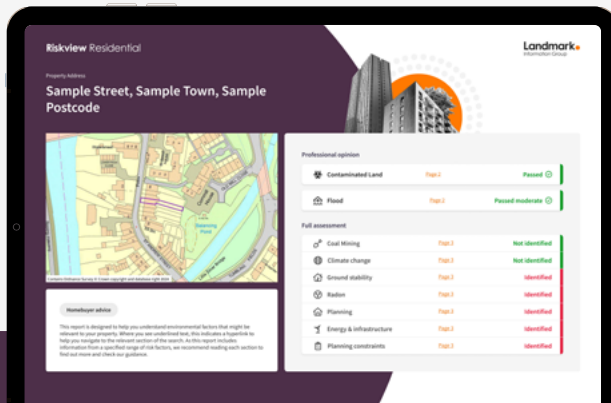 Riskview Residential
Landmark
Information Group
Property Address
Sample Street, Sample Town, Sample
Postcode
Professional opinion
Contaminated Land Passed
Flood Passed moderate
Full assessment
Coal Mining Not identified
Climate change Not identified
Ground stability Identified
Radon Identified
Planning Identified
Energy & infrastructure Identified
Planning constraints Identified
Balancing
Pond
Homebuyer advice
This report is designed to help you understand environmental factors that might be
relevant to your property. Where you see underlined text, this indicates a hyperlink to
help you navigate to the relevant section of the search. As this report includes
information from a specified range of risk factors, we recommend reading each section to
find out more and check our guidance.